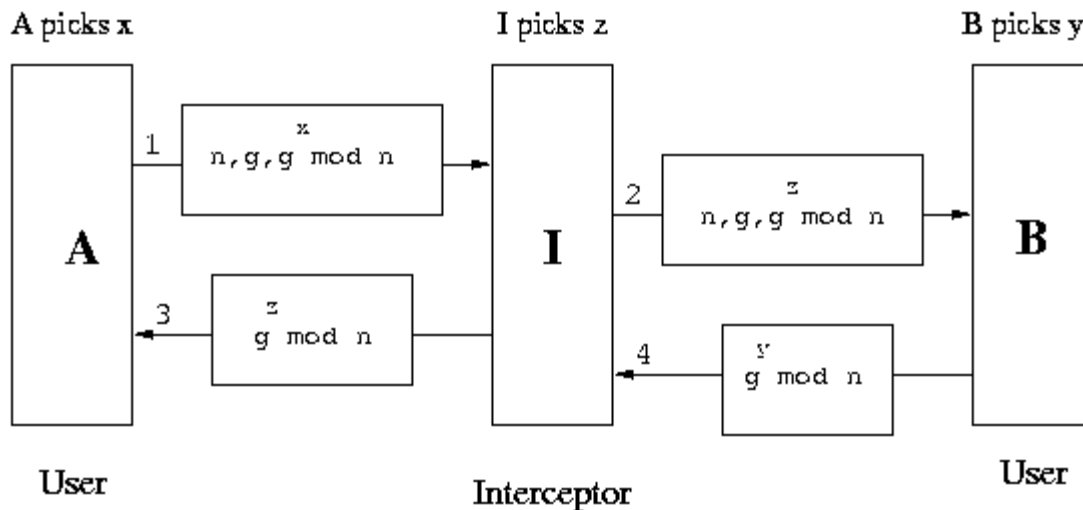 A picks x
I picks z
B picks y
1
x
n,g,g mod n
2
z
n,g,g mod n
A
I
B
3
z
g mod n
4
y
g mod n
User
Interceptor
User